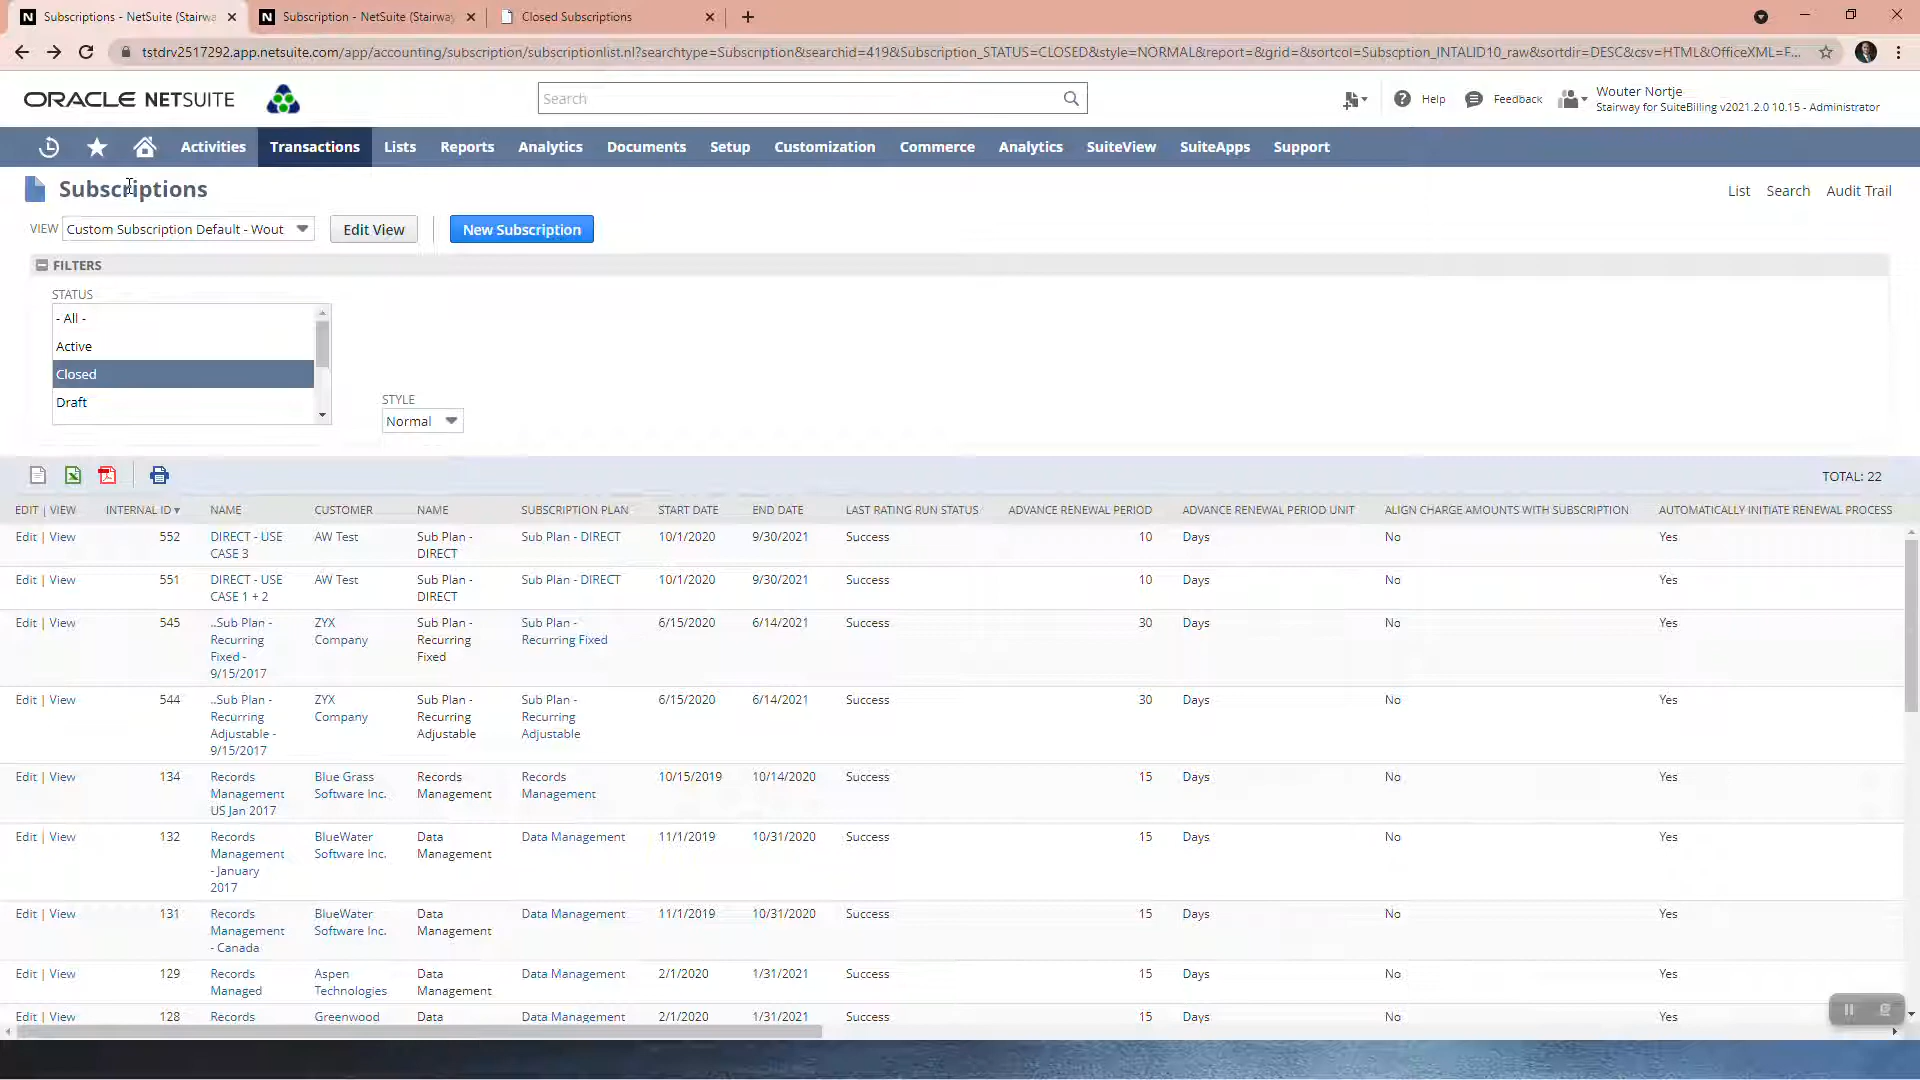 Subscriptions - NetSuite (Stairwa
Subscription - NetSuite (Stairway
Closed Subscriptions
tstdrv2517292.app.netsuite.com/app/accounting/subscription/subscriptionlist.nl?searchtype=Subscription&searchid=419&Subscription_STATUS=CLOSED&style=NORMAL&report=&grid=&sortcol=Subscption_INTALID10_raw&sortdir=DESC&csv=HTML&OfficeXML=F...
ORACLE NETSUITE
Search
Help
Feedback
Wouter Nortje
Stairway for SuiteBilling v2021.2.0 10.15 - Administrator
Activities Transactions Lists Reports Analytics Documents Setup Customization Commerce Analytics SuiteView SuiteApps Support
Subscriptions
List Search Audit Trail
VIEW Custom Subscription Default - Wout Edit View New Subscription
FILTERS
STATUS
- All -
Active
Closed
Draft
STYLE
Normal
TOTAL: 22
EDIT | VIEW INTERNAL ID NAME CUSTOMER NAME SUBSCRIPTION PLAN START DATE END DATE LAST RATING RUN STATUS ADVANCE RENEWAL PERIOD ADVANCE RENEWAL PERIOD UNIT ALIGN CHARGE AMOUNTS WITH SUBSCRIPTION AUTOMATICALLY INITIATE RENEWAL PROCESS
Edit | View 552 DIRECT - USE AW Test Sub Plan - Sub Plan - DIRECT 10/1/2020 9/30/2021 Success 10 Days No Yes
CASE 3 DIRECT
Edit | View 551 DIRECT - USE AW Test Sub Plan - Sub Plan - DIRECT 10/1/2020 9/30/2021 Success 10 Days No Yes
CASE 1 + 2 DIRECT
Edit | View 545 ..Sub Plan - ZYX Sub Plan - Sub Plan - 6/15/2020 6/14/2021 Success 30 Days No Yes
Recurring Company Recurring Recurring Fixed
Fixed - Fixed
9/15/2017
Edit | View 544 ..Sub Plan - ZYX Sub Plan - Sub Plan - 6/15/2020 6/14/2021 Success 30 Days No Yes
Recurring Company Recurring Recurring
Adjustable - Adjustable Adjustable
9/15/2017
Edit | View 134 Records Blue Grass Records Records 10/15/2019 10/14/2020 Success 15 Days No Yes
Management Software Inc. Management Management
US Jan 2017
Edit | View 132 Records BlueWater Data Data Management 11/1/2019 10/31/2020 Success 15 Days No Yes
Management Software Inc. Management
- January
2017
Edit | View 131 Records BlueWater Data Data Management 11/1/2019 10/31/2020 Success 15 Days No Yes
Management Software Inc. Management
- Canada
Edit | View 129 Records Aspen Data Data Management 2/1/2020 1/31/2021 Success 15 Days No Yes
Managed Technologies Management
Edit | View 128 Records Greenwood Data Data Management 2/1/2020 1/31/2021 Success 15 Days No Yes